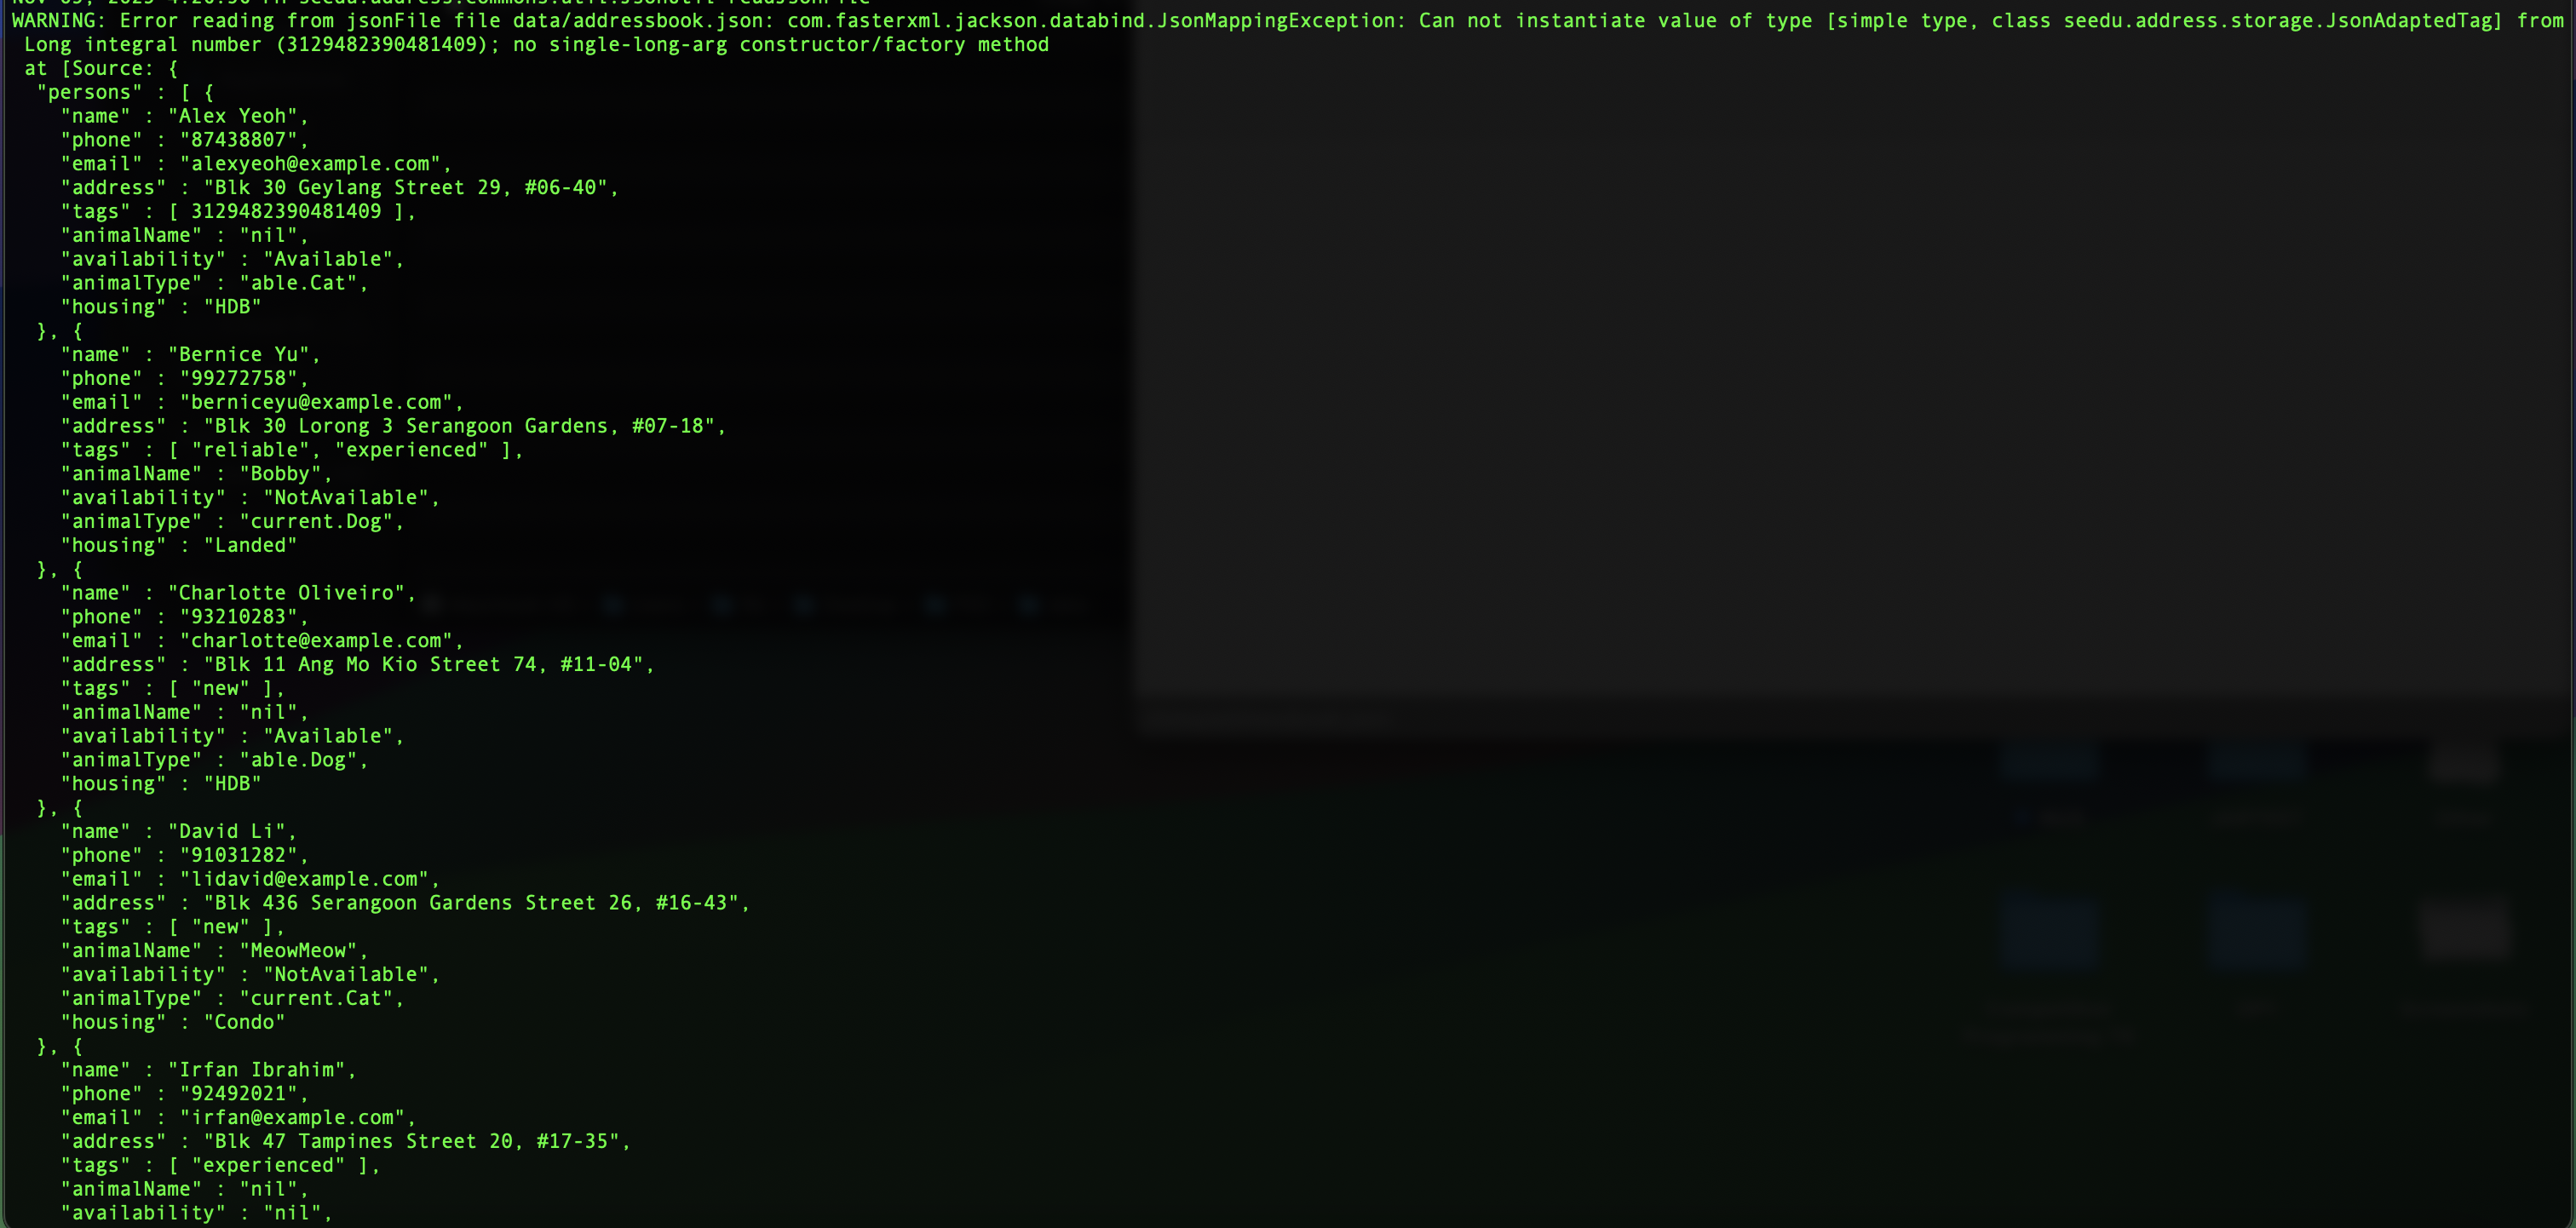 WARNING: Error reading from jsonFile file data/addressbook.json: com.fasterxml.jackson.databind.JsonMappingException: Can not instantiate value of type [simple type, class seedu.address.storage.JsonAdaptedTag] from
 Long integral number (3129482390481409); no single-long-arg constructor/factory method
 at [Source: {
  "persons" : [ {
    "name" : "Alex Yeoh",
    "phone" : "87438807",
    "email" : "alexyeoh@example.com",
    "address" : "Blk 30 Geylang Street 29, #06-40",
    "tags" : [ 3129482390481409 ],
    "animalName" : "nil",
    "availability" : "Available",
    "animalType" : "able.Cat",
    "housing" : "HDB"
  }, {
    "name" : "Bernice Yu",
    "phone" : "99272758",
    "email" : "berniceyu@example.com",
    "address" : "Blk 30 Lorong 3 Serangoon Gardens, #07-18",
    "tags" : [ "reliable", "experienced" ],
    "animalName" : "Bobby",
    "availability" : "NotAvailable",
    "animalType" : "current.Dog",
    "housing" : "Landed"
  }, {
    "name" : "Charlotte Oliveiro",
    "phone" : "93210283",
    "email" : "charlotte@example.com",
    "address" : "Blk 11 Ang Mo Kio Street 74, #11-04",
    "tags" : [ "new" ],
    "animalName" : "nil",
    "availability" : "Available",
    "animalType" : "able.Dog",
    "housing" : "HDB"
  }, {
    "name" : "David Li",
    "phone" : "91031282",
    "email" : "lidavid@example.com",
    "address" : "Blk 436 Serangoon Gardens Street 26, #16-43",
    "tags" : [ "new" ],
    "animalName" : "MeowMeow",
    "availability" : "NotAvailable",
    "animalType" : "current.Cat",
    "housing" : "Condo"
  }, {
    "name" : "Irfan Ibrahim",
    "phone" : "92492021",
    "email" : "irfan@example.com",
    "address" : "Blk 47 Tampines Street 20, #17-35",
    "tags" : [ "experienced" ],
    "animalName" : "nil",
    "availability" : "nil",